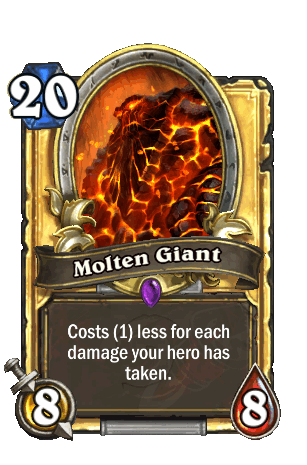 20
Molten Giant
Costs (1) less for each
damage your hero has
taken.
8
8